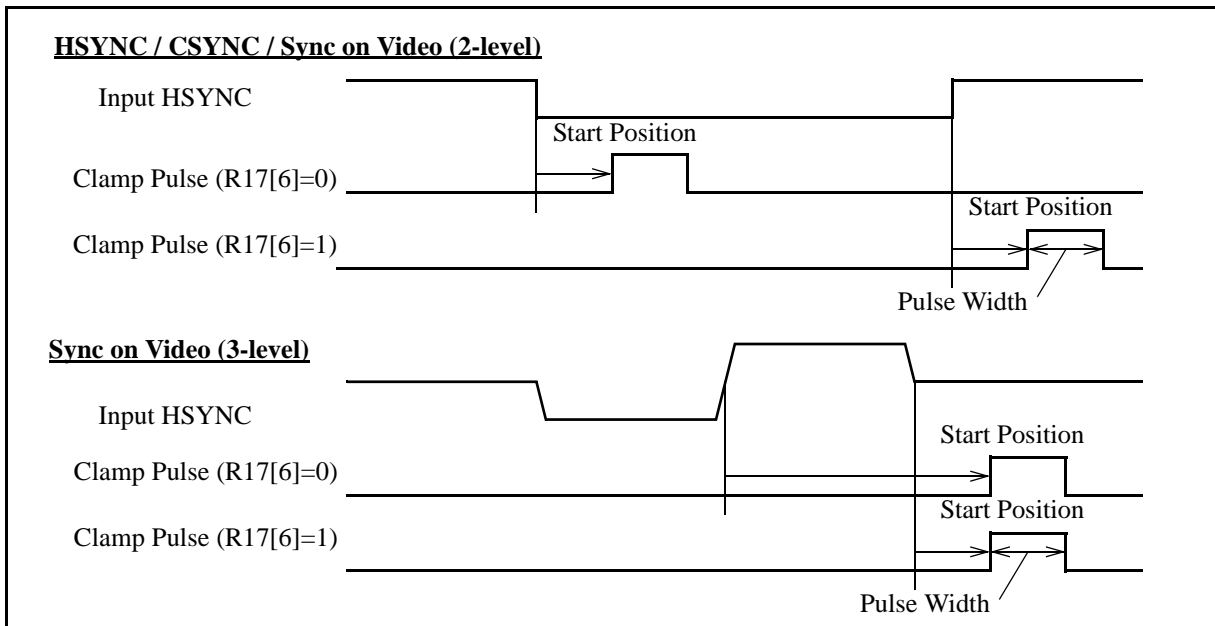 HSYNC / CSYNC / Sync on Video (2-level)
Input HSYNC
Start Position
Clamp Pulse (R17[6]=0)
Start Position
Clamp Pulse (R17[6]=1)
Pulse Width
Sync on Video (3-level)
Input HSYNC
Start Position
Clamp Pulse (R17[6]=0)
Start Position
Clamp Pulse (R17[6]=1)
Pulse Width